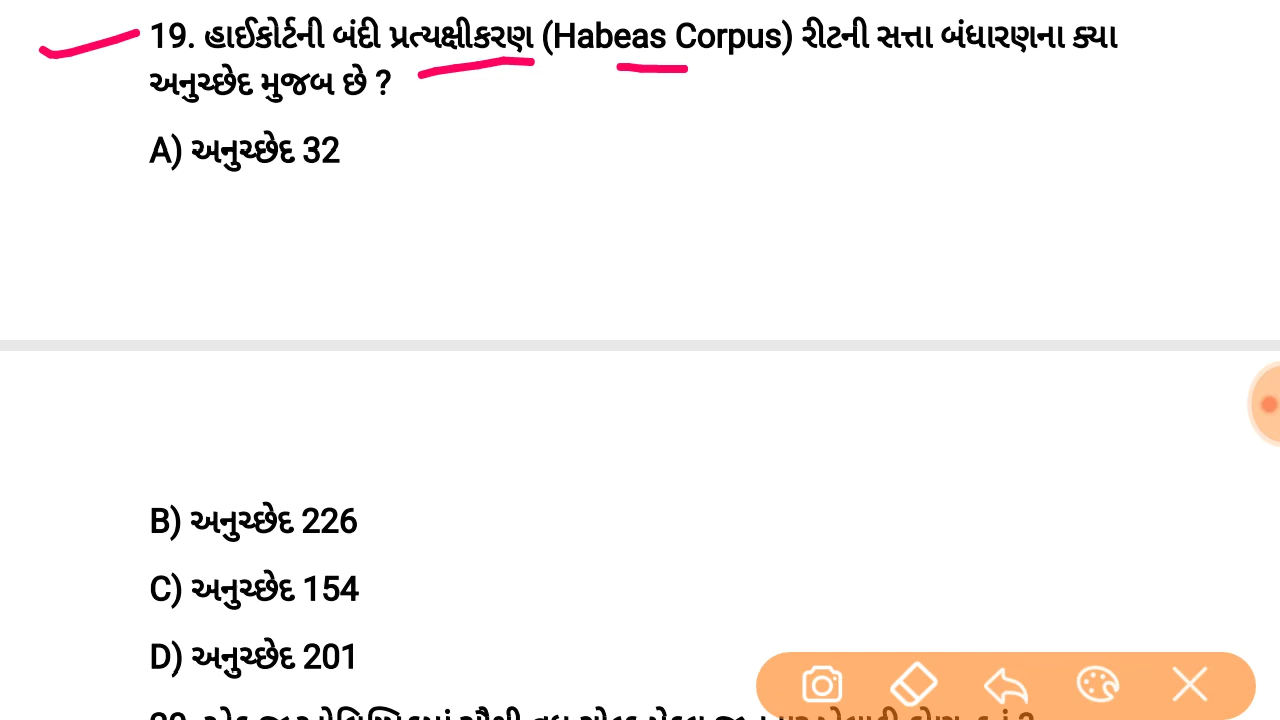 19. હાઈકોર્ટની બંદી પ્રત્યક્ષીકરણ (Habeas Corpus) રીટની સત્તા બંધારણના ક્યા
અનુચ્છેદ મુજબ છે ?
A) અનુચ્છેદ 32
B) અનુચ્છેદ 226
C) અનુચ્છેદ 154
D) અનુચ્છેદ 201